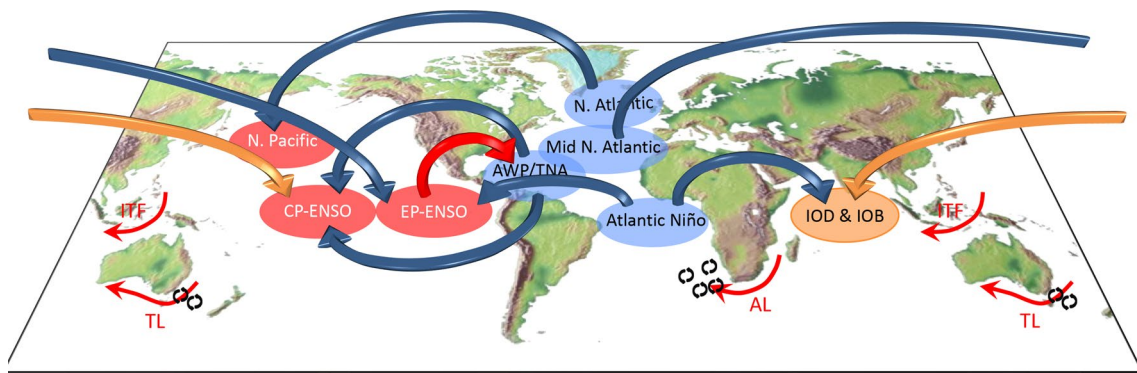 N. Atlantic
N. Pacific
Mid N. Atlantic
AWP/TNA
CP-ENSO
EP-ENSO
Atlantic Niño
IOD & IOB
ITF
ITF
TL
AL
TL